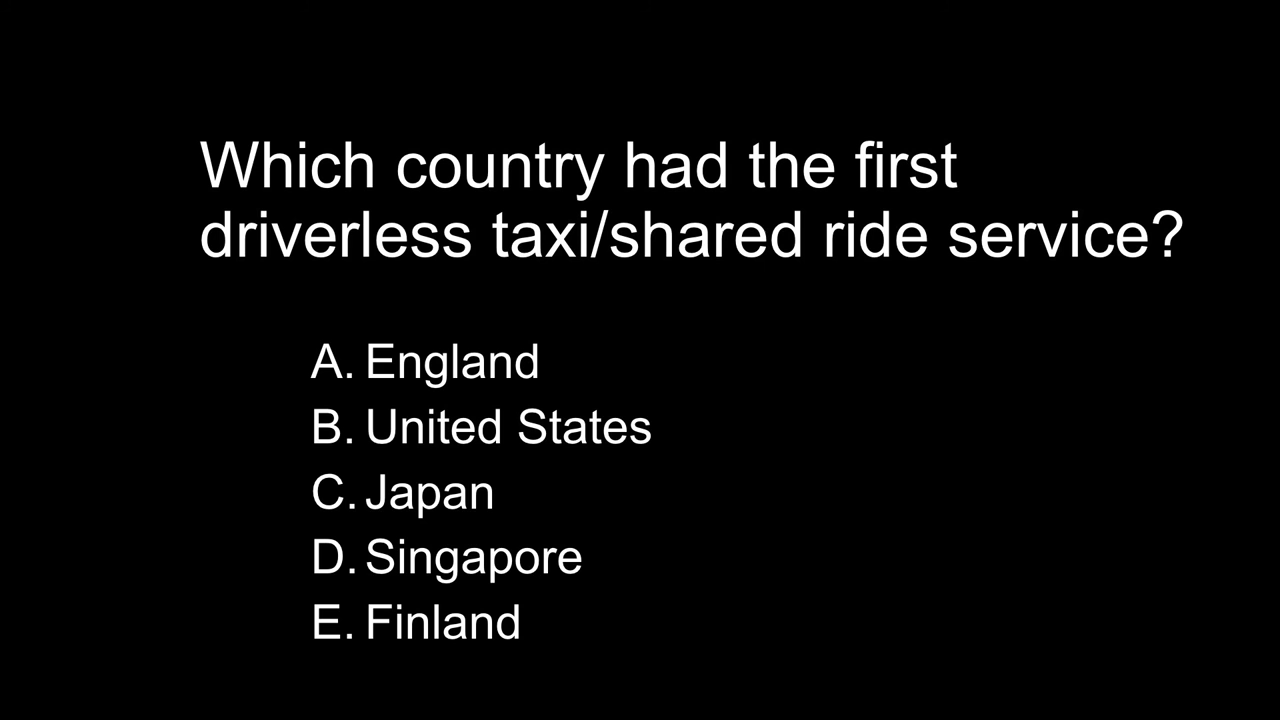 Which country had the first
driverless taxi/shared ride service?
A. England
B. United States
C. Japan
D. Singapore
E. Finland